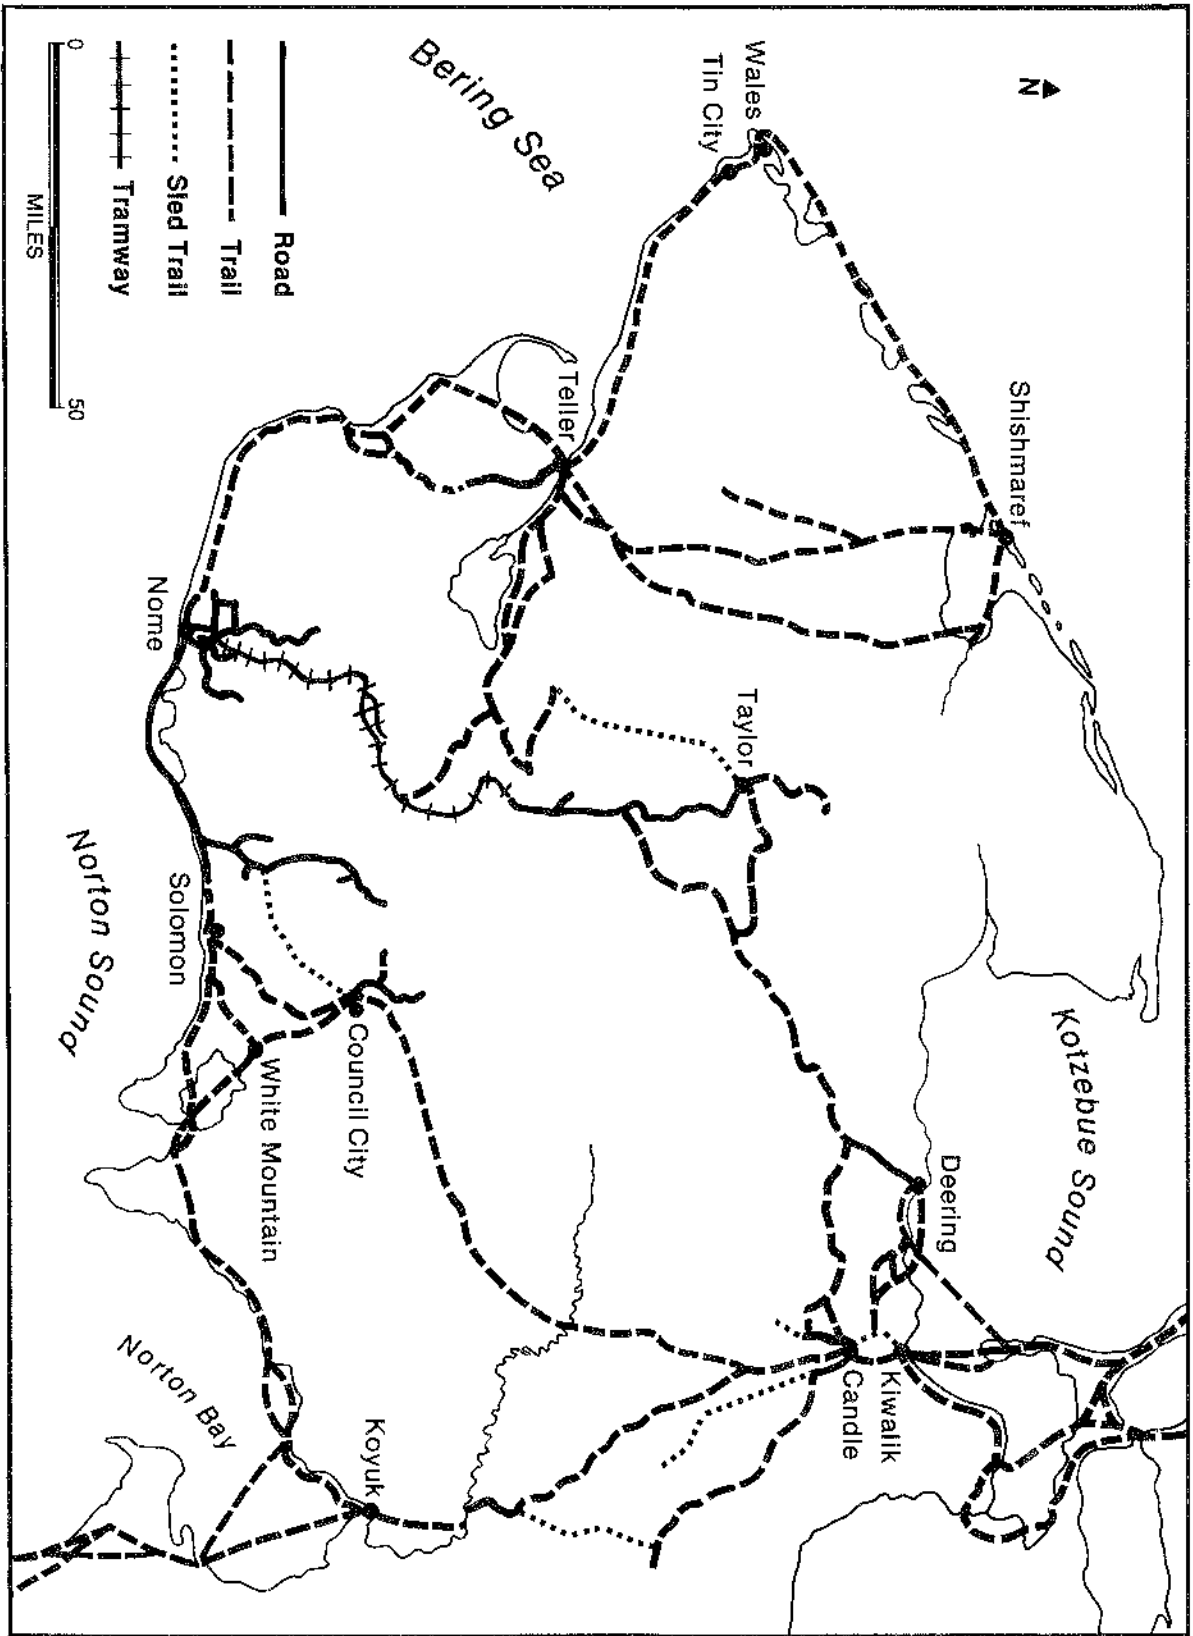 N
Wales
Tin City
Shishmaref
Bering Sea
Teller
Taylor
Kotzebue Sound
Deering
Kiwalik
Candle
Nome
Solomon
Council City
White Mountain
Koyuk
Norton Sound
Norton Bay
Road
Trail
Sled Trail
Tramway
0 50
MILES